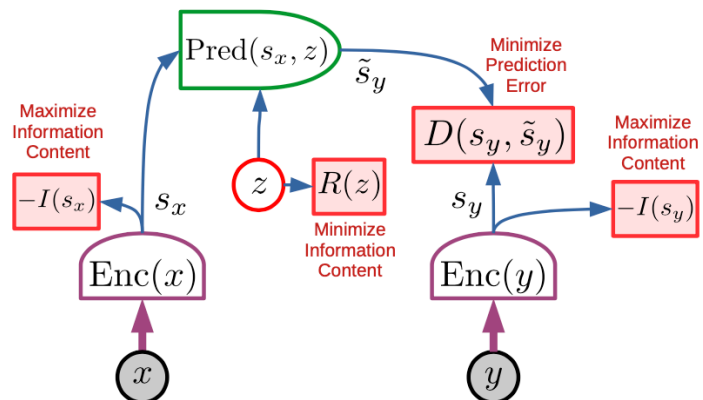 Pred(s_x, z)
s̃_y
Minimize
Prediction
Error
Maximize
Information
Content
D(s_y, s̃_y)
Maximize
Information
Content
-I(s_x)
s_x
z
R(z)
s_y
-I(s_y)
Minimize
Information
Content
Enc(x)
Enc(y)
x
y